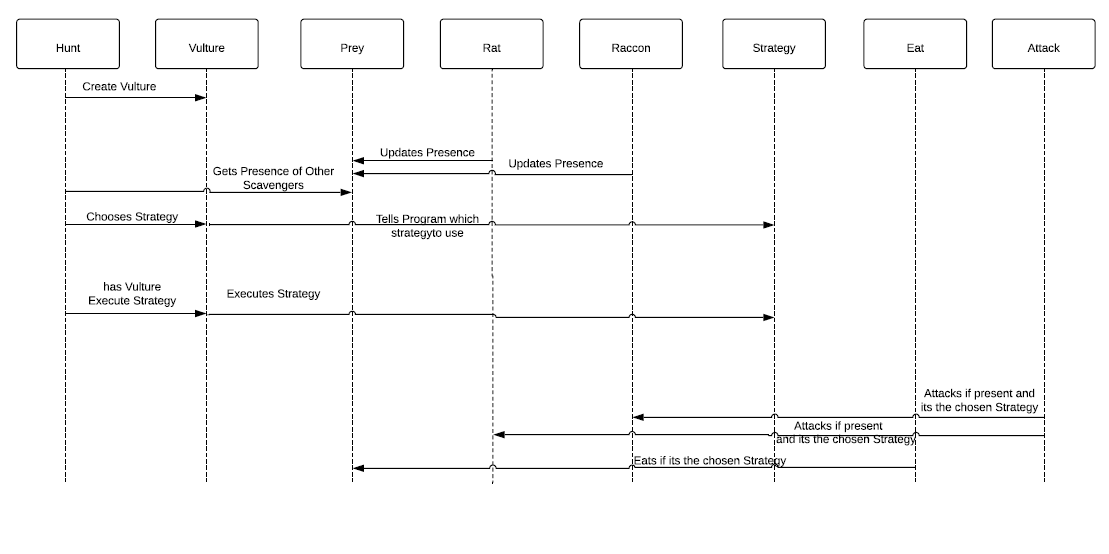 Hunt
Vulture
Prey
Rat
Raccon
Strategy
Eat
Attack
Create Vulture
Updates Presence
Updates Presence
Gets Presence of Other
Scavengers
Chooses Strategy
Tells Program which
strategyto use
has Vulture
Execute Strategy
Executes Strategy
Attacks if present and
its the chosen Strategy
Attacks if present
and its the chosen Strategy
Eats if its the chosen Strategy